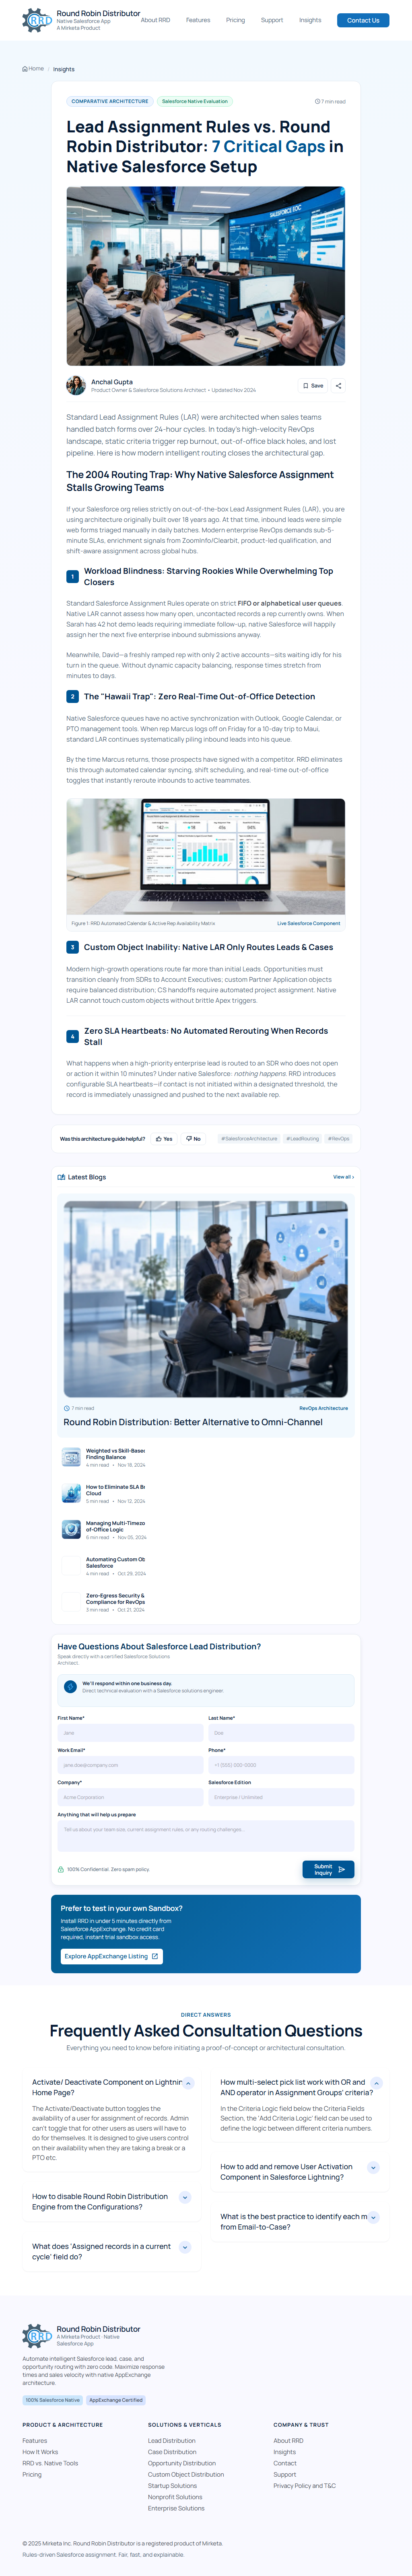 Round Robin Distributor
Native Salesforce App
A Mirketa Product
About RRD
Features
Pricing
Support
Insights
Contact Us
Home
Insights
COMPARATIVE ARCHITECTURE
Salesforce Native Evaluation
7 min read
Lead Assignment Rules vs. Round
Robin Distributor: 7 Critical Gaps in
Native Salesforce Setup
Anchal Gupta
Product Owner & Salesforce Solutions Architect • Updated Nov 2024
Save
Standard Lead Assignment Rules (LAR) were architected when sales teams
handled batch forms over 24-hour cycles. In today's high-velocity RevOps
landscape, static criteria trigger rep burnout, out-of-office black holes, and lost
pipeline. Here is how modern intelligent routing closes the architectural gap.
The 2004 Routing Trap: Why Native Salesforce Assignment
Stalls Growing Teams
If your Salesforce org relies strictly on out-of-the-box Lead Assignment Rules (LAR), you are
using architecture originally built over 18 years ago. At that time, inbound leads were simple
web forms triaged manually in daily batches. Modern enterprise RevOps demands sub-5-
minute SLAs, enrichment signals from ZoomInfo/Clearbit, product-led qualification, and
shift-aware assignment across global hubs.
1
Workload Blindness: Starving Rookies While Overwhelming Top
Closers
Standard Salesforce Assignment Rules operate on strict FIFO or alphabetical user queues.
Native LAR cannot assess how many open, uncontacted records a rep currently owns. When
Sarah has 42 hot demo leads requiring immediate follow-up, native Salesforce will happily
assign her the next five enterprise inbound submissions anyway.
Meanwhile, David—a freshly ramped rep with only 2 active accounts—sits waiting idly for his
turn in the queue. Without dynamic capacity balancing, response times stretch from
minutes to days.
2
The "Hawaii Trap": Zero Real-Time Out-of-Office Detection
Native Salesforce queues have no active synchronization with Outlook, Google Calendar, or
PTO management tools. When rep Marcus logs off on Friday for a 10-day trip to Maui,
standard LAR continues systematically piling inbound leads into his queue.
By the time Marcus returns, those prospects have signed with a competitor. RRD eliminates
this through automated calendar syncing, shift scheduling, and real-time out-of-office
toggles that instantly reroute inbounds to active teammates.
Figure 1: RRD Automated Calendar & Active Rep Availability Matrix
Live Salesforce Component
3
Custom Object Inability: Native LAR Only Routes Leads & Cases
Modern high-growth operations route far more than initial Leads. Opportunities must
transition cleanly from SDRs to Account Executives; custom Partner Application objects
require balanced distribution; CS handoffs require automated project assignment. Native
LAR cannot touch custom objects without brittle Apex triggers.
4
Zero SLA Heartbeats: No Automated Rerouting When Records
Stall
What happens when a high-priority enterprise lead is routed to an SDR who does not open
or action it within 10 minutes? Under native Salesforce: nothing happens. RRD introduces
configurable SLA heartbeats—if contact is not initiated within a designated threshold, the
record is immediately unassigned and pushed to the next available rep.
Was this architecture guide helpful?
Yes
No
#SalesforceArchitecture
#LeadRouting
#RevOps
Latest Blogs
View all ›
7 min read
RevOps Architecture
Round Robin Distribution: Better Alternative to Omni-Channel
Weighted vs Skill-Based
Finding Balance
4 min read • Nov 18, 2024
How to Eliminate SLA Br
Cloud
5 min read • Nov 12, 2024
Managing Multi-Timezo
of-Office Logic
6 min read • Nov 05, 2024
Automating Custom Ob
Salesforce
4 min read • Oct 29, 2024
Zero-Egress Security &
Compliance for RevOps
3 min read • Oct 21, 2024
Have Questions About Salesforce Lead Distribution?
Speak directly with a certified Salesforce Solutions
Architect.
We'll respond within one business day.
Direct technical evaluation with a Salesforce solutions engineer.
First Name*
Last Name*
Jane
Doe
Work Email*
Phone*
jane.doe@company.com
+1 (555) 000-0000
Company*
Salesforce Edition
Acme Corporation
Enterprise / Unlimited
Anything that will help us prepare
Tell us about your team size, current assignment rules, or any routing challenges...
100% Confidential. Zero spam policy.
Submit
Inquiry
Prefer to test in your own Sandbox?
Install RRD in under 5 minutes directly from
Salesforce AppExchange. No credit card
required, instant trial sandbox access.
Explore AppExchange Listing
DIRECT ANSWERS
Frequently Asked Consultation Questions
Everything you need to know before initiating a proof-of-concept or architectural consultation.
Activate/ Deactivate Component on Lightnin
Home Page?
The Activate/Deactivate button toggles the
availability of a user for assignment of records. Admin
can't toggle that for other users as users will have to
do for themselves. It is designed to give users control
on their availability when they are taking a break or a
PTO etc.
How to disable Round Robin Distribution
Engine from the Configurations?
What does 'Assigned records in a current
cycle' field do?
How multi-select pick list work with OR and
AND operator in Assignment Groups' criteria?
In the Criteria Logic field below the Criteria Fields
Section, the 'Add Criteria Logic' field can be used to
define the logic between different criteria numbers.
How to add and remove User Activation
Component in Salesforce Lightning?
What is the best practice to identify each m
from Email-to-Case?
Round Robin Distributor
A Mirketa Product · Native
Salesforce App
Automate intelligent Salesforce lead, case, and
opportunity routing with zero code. Maximize response
times and sales velocity with native AppExchange
architecture.
100% Salesforce Native
AppExchange Certified
PRODUCT & ARCHITECTURE
Features
How It Works
RRD vs. Native Tools
Pricing
SOLUTIONS & VERTICALS
Lead Distribution
Case Distribution
Opportunity Distribution
Custom Object Distribution
Startup Solutions
Nonprofit Solutions
Enterprise Solutions
COMPANY & TRUST
About RRD
Insights
Contact
Support
Privacy Policy and T&C
© 2025 Mirketa Inc. Round Robin Distributor is a registered product of Mirketa
Rules-driven Salesforce assignment. Fair, fast, and explainable.